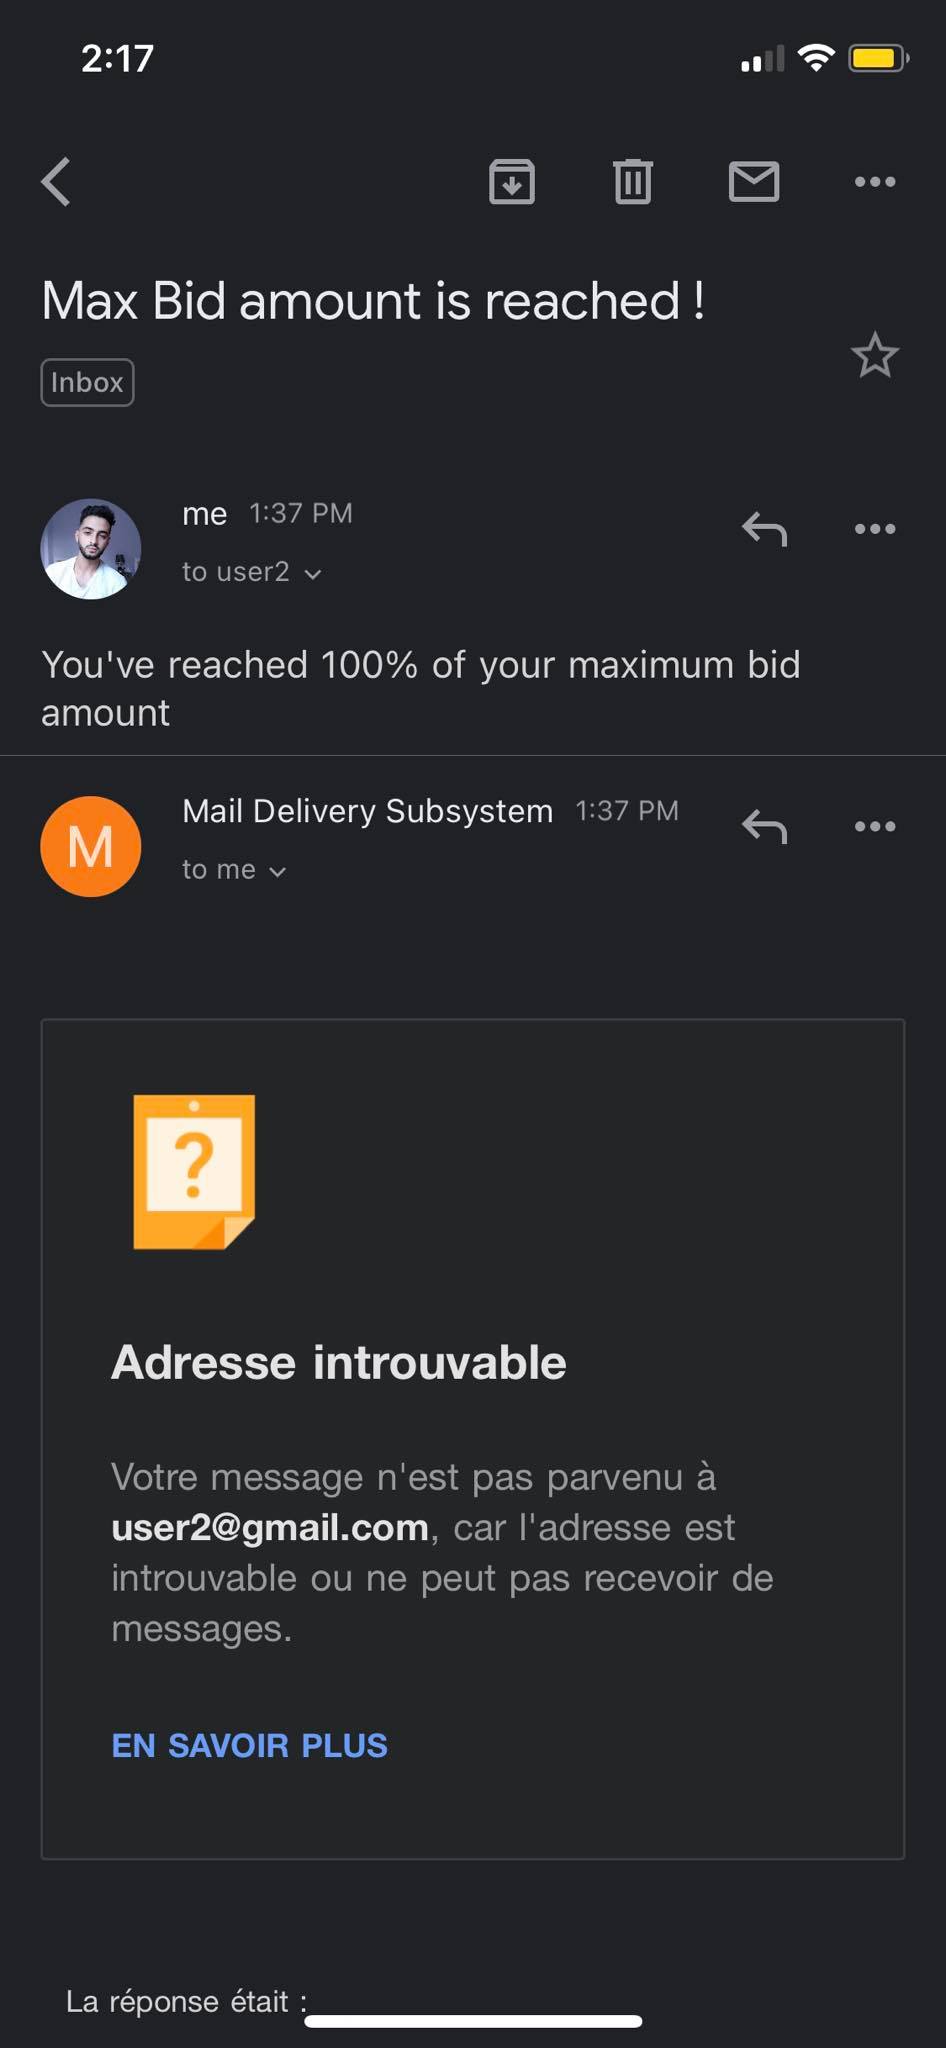 2:17
Max Bid amount is reached !
Inbox
me 1:37 PM
to user2
You've reached 100% of your maximum bid
amount
M
Mail Delivery Subsystem 1:37 PM
to me
?
Adresse introuvable
Votre message n'est pas parvenu à
user2@gmail.com, car l'adresse est
introuvable ou ne peut pas recevoir de
messages.
EN SAVOIR PLUS
La réponse était :